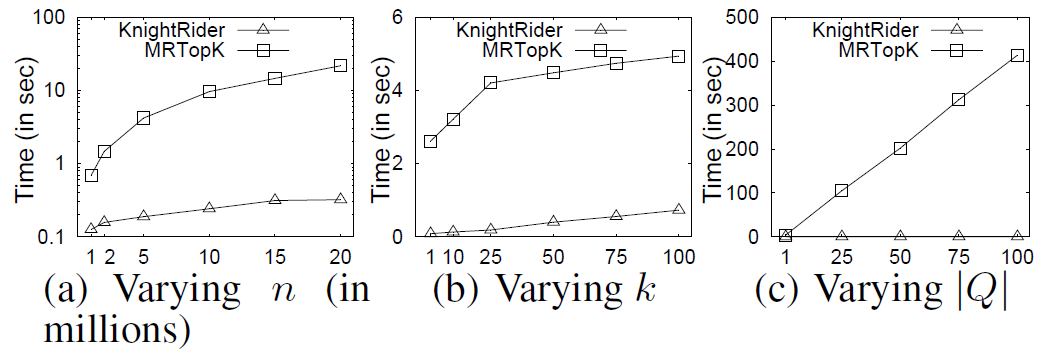 100
10
1
0.1
Time (in sec)
KnightRider
MRTopK
1 2 5 10 15 20
(a) Varying n (in
millions)
6
4
2
0
Time (in sec)
KnightRider
MRTopK
1 10 25 50 75 100
(b) Varying k
500
400
300
200
100
0
Time (in sec)
KnightRider
MRTopK
1 25 50 75 100
(c) Varying |Q|